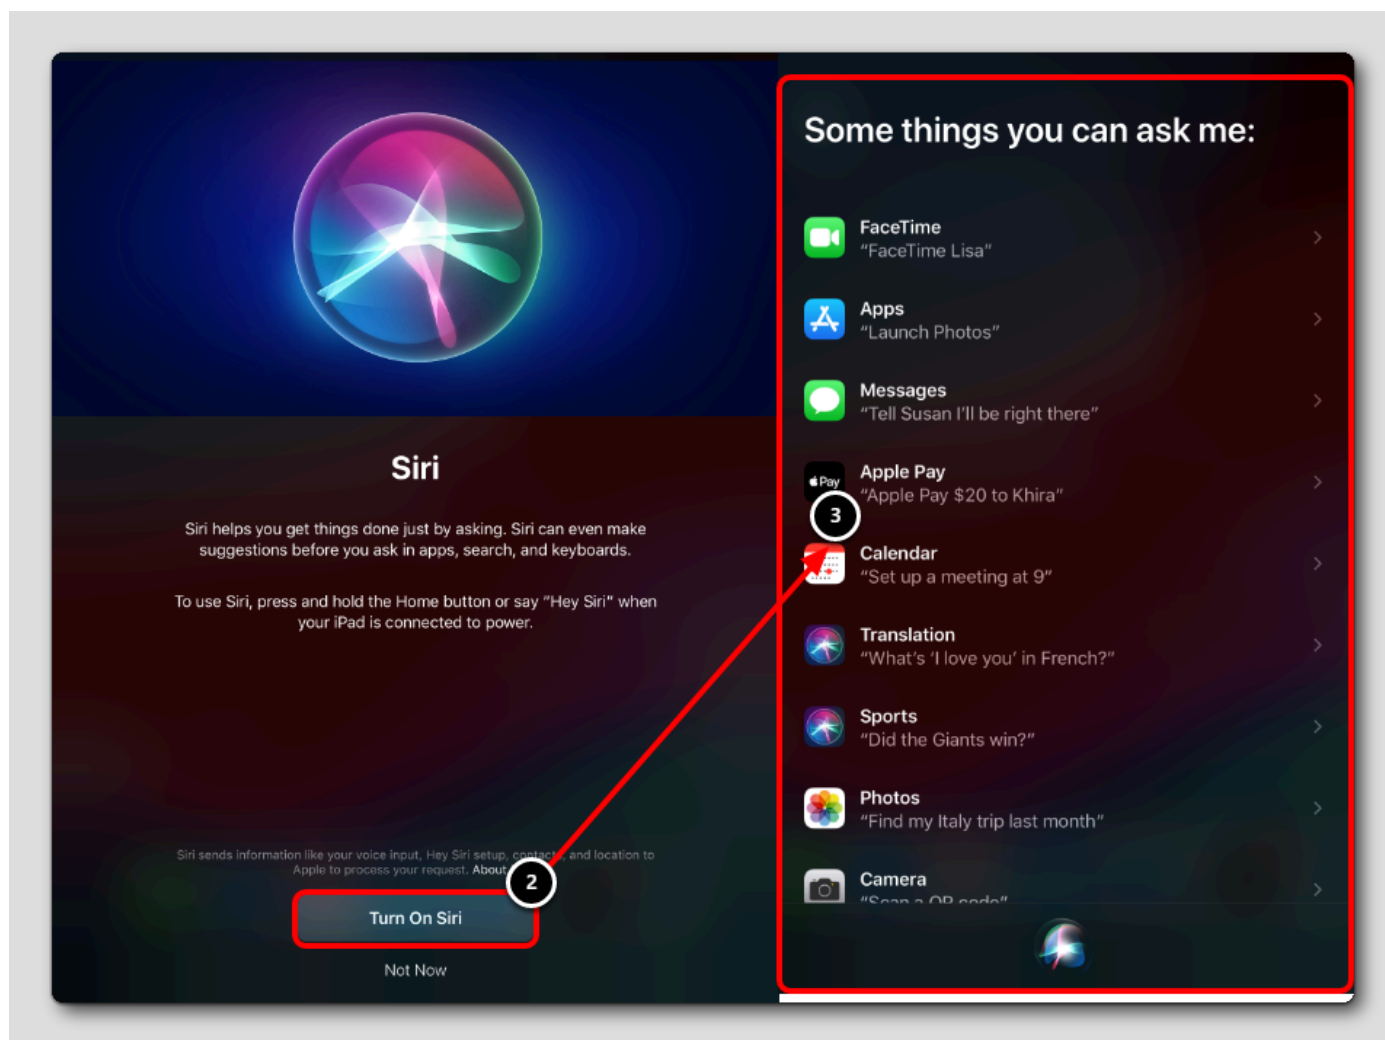 Siri
Siri helps you get things done just by asking. Siri can even make
suggestions before you ask in apps, search, and keyboards.
To use Siri, press and hold the Home button or say "Hey Siri" when
your iPad is connected to power.
Siri sends information like your voice input, Hey Siri setup, contacts, and location to
Apple to process your request. About
2
Turn On Siri
Not Now
Some things you can ask me:
FaceTime
“FaceTime Lisa”
Apps
“Launch Photos”
Messages
“Tell Susan I’ll be right there”
Pay
Apple Pay
“Apple Pay $20 to Khira”
3
Calendar
“Set up a meeting at 9”
Translation
“What’s ‘I love you’ in French?”
Sports
“Did the Giants win?”
Photos
“Find my Italy trip last month”
Camera
“Scan a QR code”